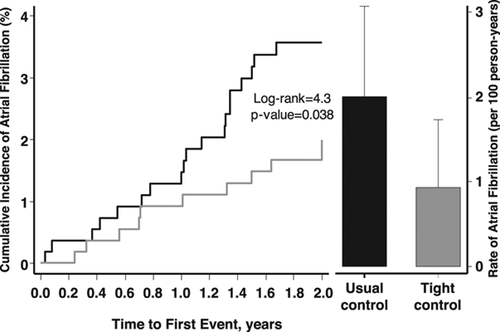 Cumulative Incidence of Atrial Fibrillation (%)
4
3
2
1
0
Log-rank=4.3
p-value=0.038
0.0 0.2 0.4 0.6 0.8 1.0 1.2 1.4 1.6 1.8 2.0
Time to First Event, years
Usual control
Tight control
3
2
1
0
Rate of Atrial Fibrillation (per 100 person-years)